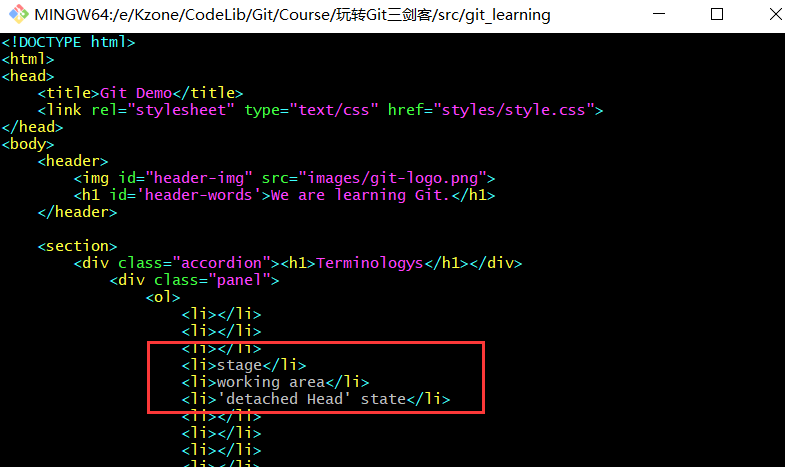 MINGW64:/e/Kzone/CodeLib/Git/Course/玩转Git三剑客/src/git_learning
<!DOCTYPE html>
<html>
<head>
    <title>Git Demo</title>
    <link rel="stylesheet" type="text/css" href="styles/style.css">
</head>
<body>
    <header>
        <img id="header-img" src="images/git-logo.png">
        <h1 id='header-words'>We are learning Git.</h1>
    </header>

    <section>
        <div class="accordion"><h1>Terminologys</h1></div>
            <div class="panel">
                <ol>
                    <li></li>
                    <li></li>
                    <li></li>
                    <li>stage</li>
                    <li>working area</li>
                    <li>'detached Head' state</li>
                    <li></li>
                    <li></li>
                    <li></li>
                    <li></li>